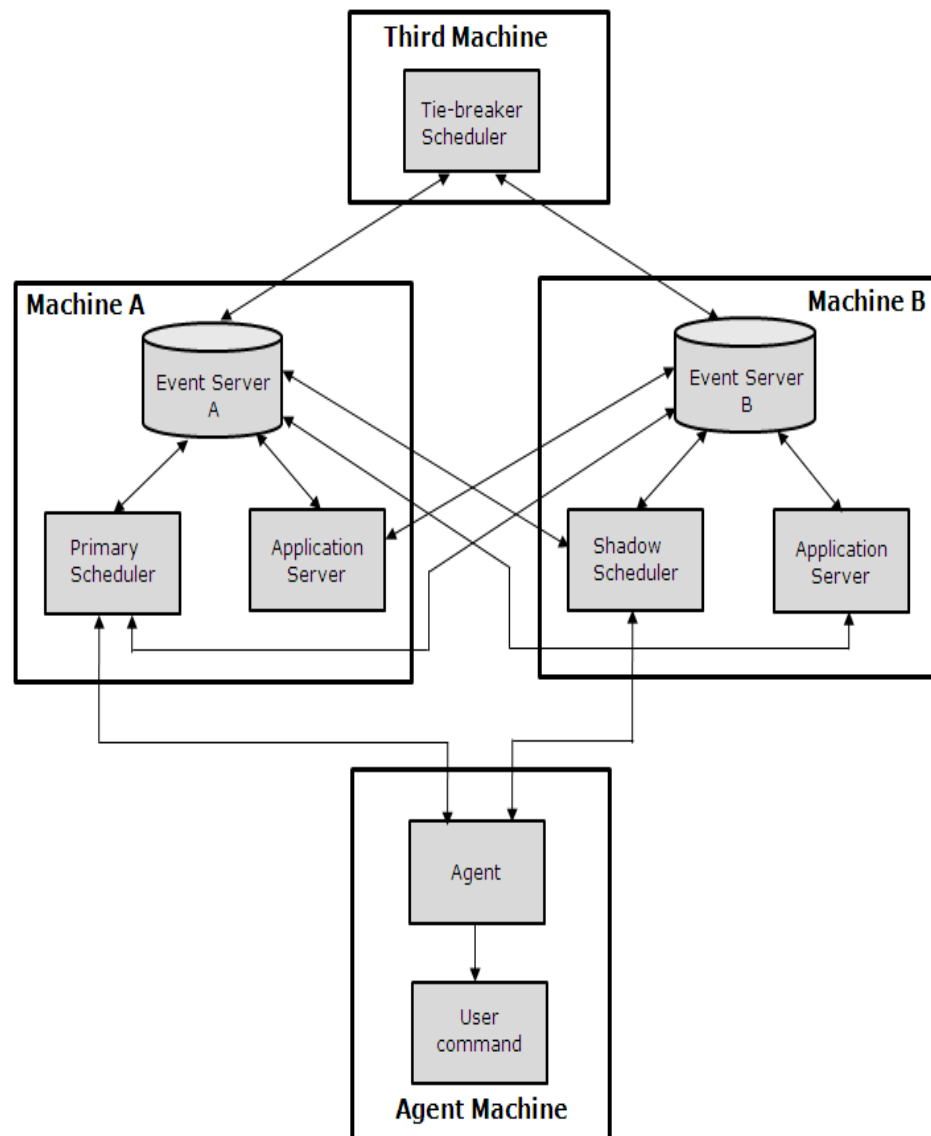 Third Machine
Tie-breaker
Scheduler
Machine A
Event Server
A
Primary
Scheduler
Application
Server
Machine B
Event Server
B
Shadow
Scheduler
Application
Server
Agent
User
command
Agent Machine